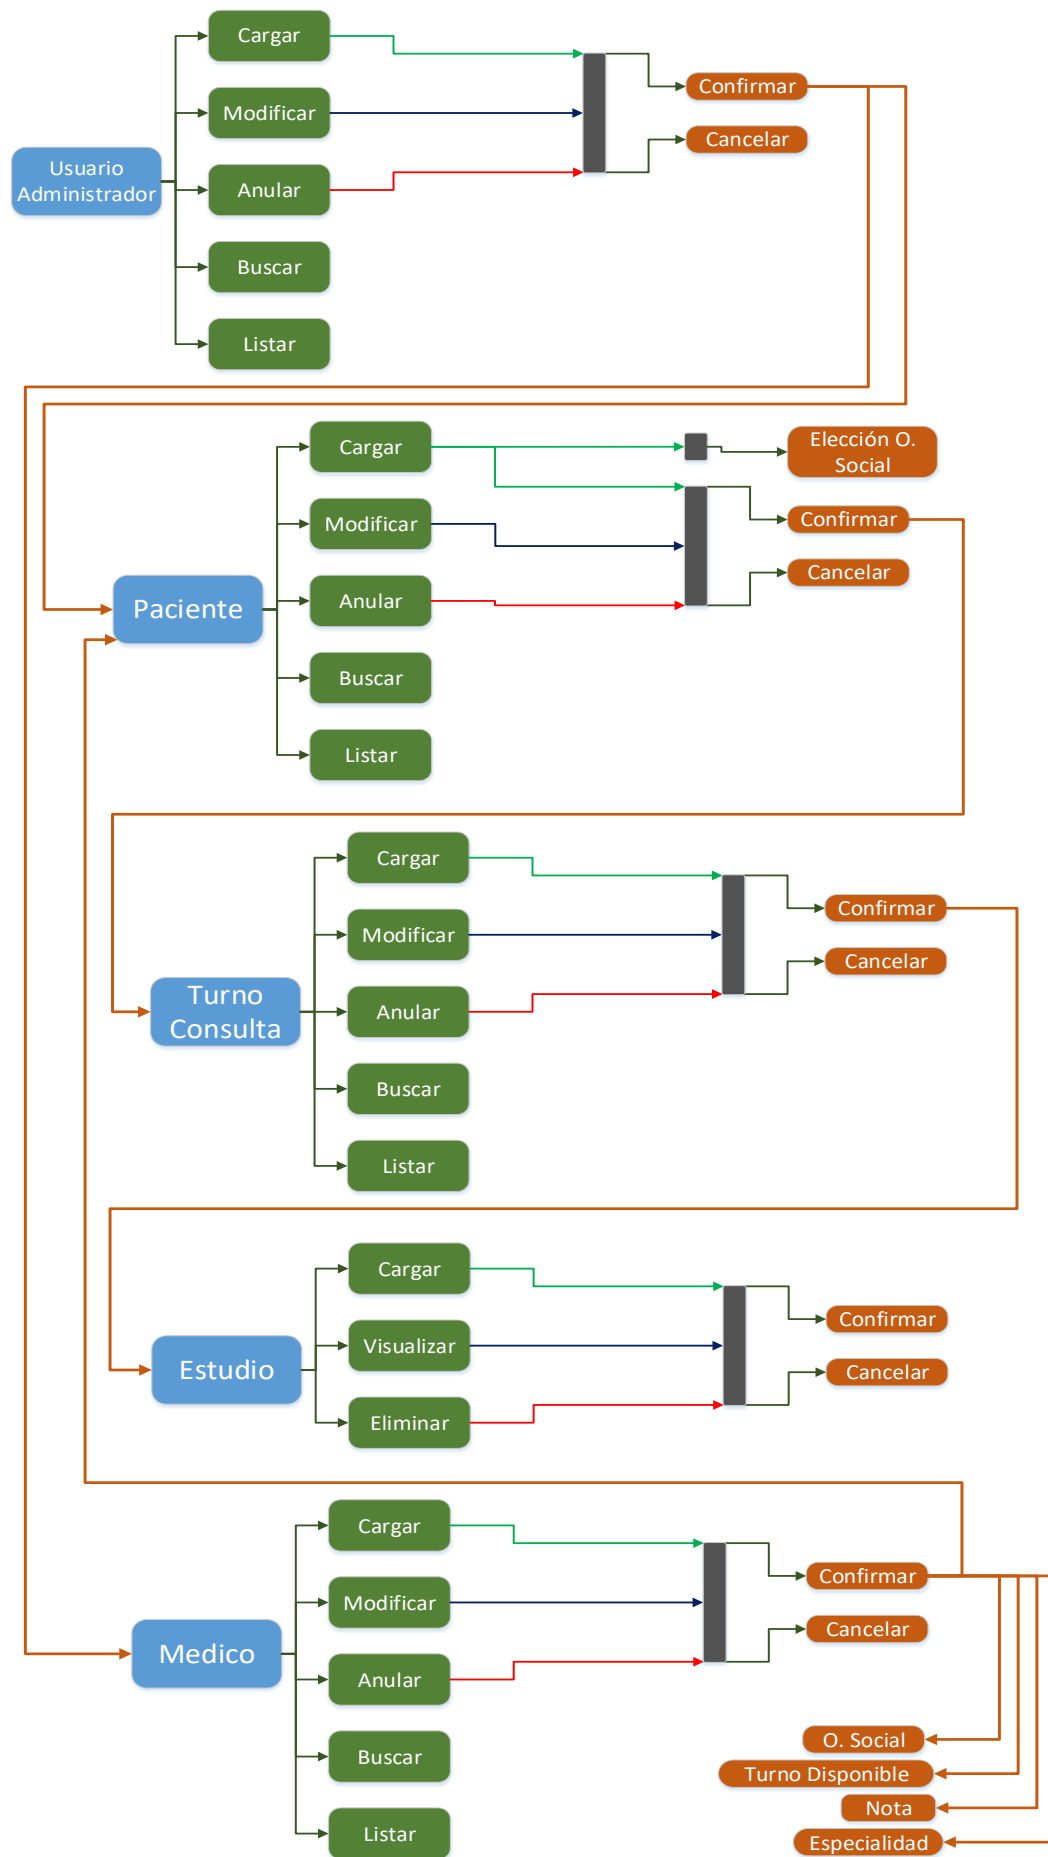 Cargar
Modificar
Confirmar
Cancelar
Usuario
Administrador
Anular
Buscar
Listar
Cargar
Elección O.
Social
Modificar
Confirmar
Cancelar
Paciente
Anular
Buscar
Listar
Cargar
Modificar
Confirmar
Cancelar
Turno
Consulta
Anular
Buscar
Listar
Cargar
Confirmar
Visualizar
Cancelar
Estudio
Eliminar
Cargar
Confirmar
Modificar
Cancelar
Medico
Anular
O. Social
Buscar
Turno Disponible
Nota
Listar
Especialidad